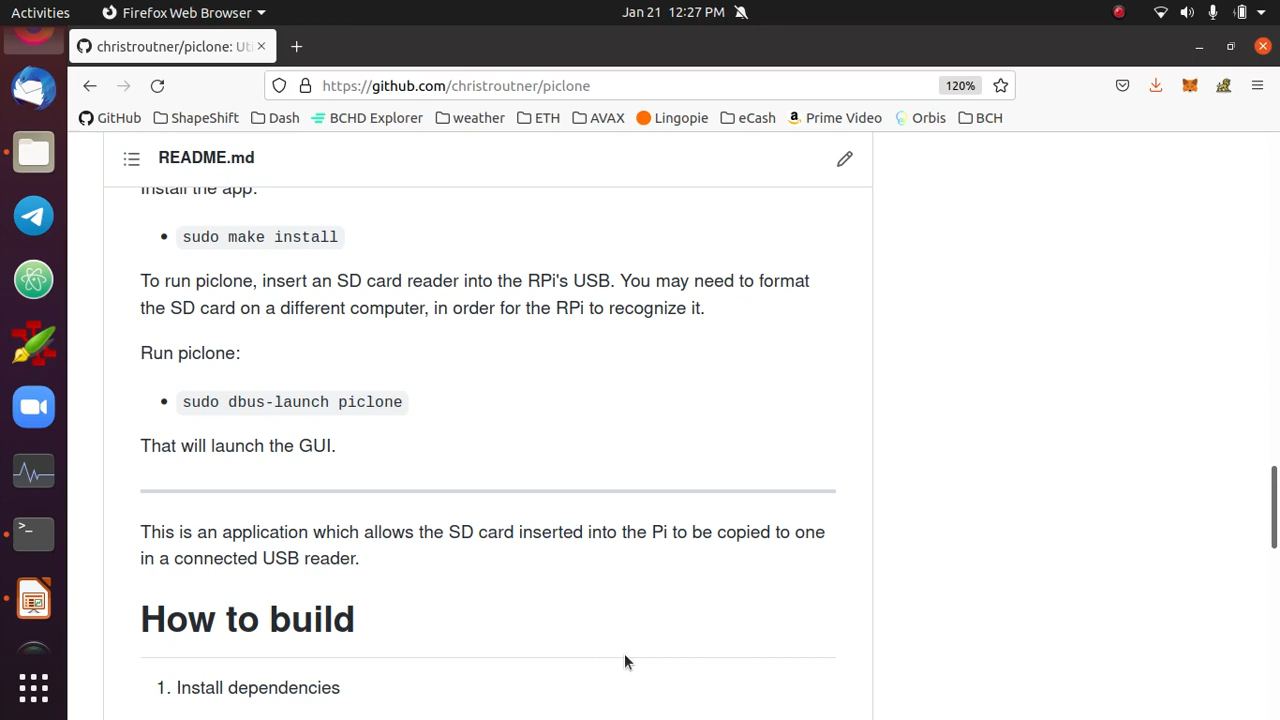 Activities
Firefox Web Browser
Jan 21 12:27 PM
christroutner/piclone: Uti
https://github.com/christroutner/piclone
120%
GitHub ShapeShift Dash BCHD Explorer weather ETH AVAX Lingopie eCash Prime Video Orbis BCH
README.md
Install the app:
sudo make install
To run piclone, insert an SD card reader into the RPi's USB. You may need to format
the SD card on a different computer, in order for the RPi to recognize it.
Run piclone:
sudo dbus-launch piclone
That will launch the GUI.
This is an application which allows the SD card inserted into the Pi to be copied to one
in a connected USB reader.
How to build
1. Install dependencies